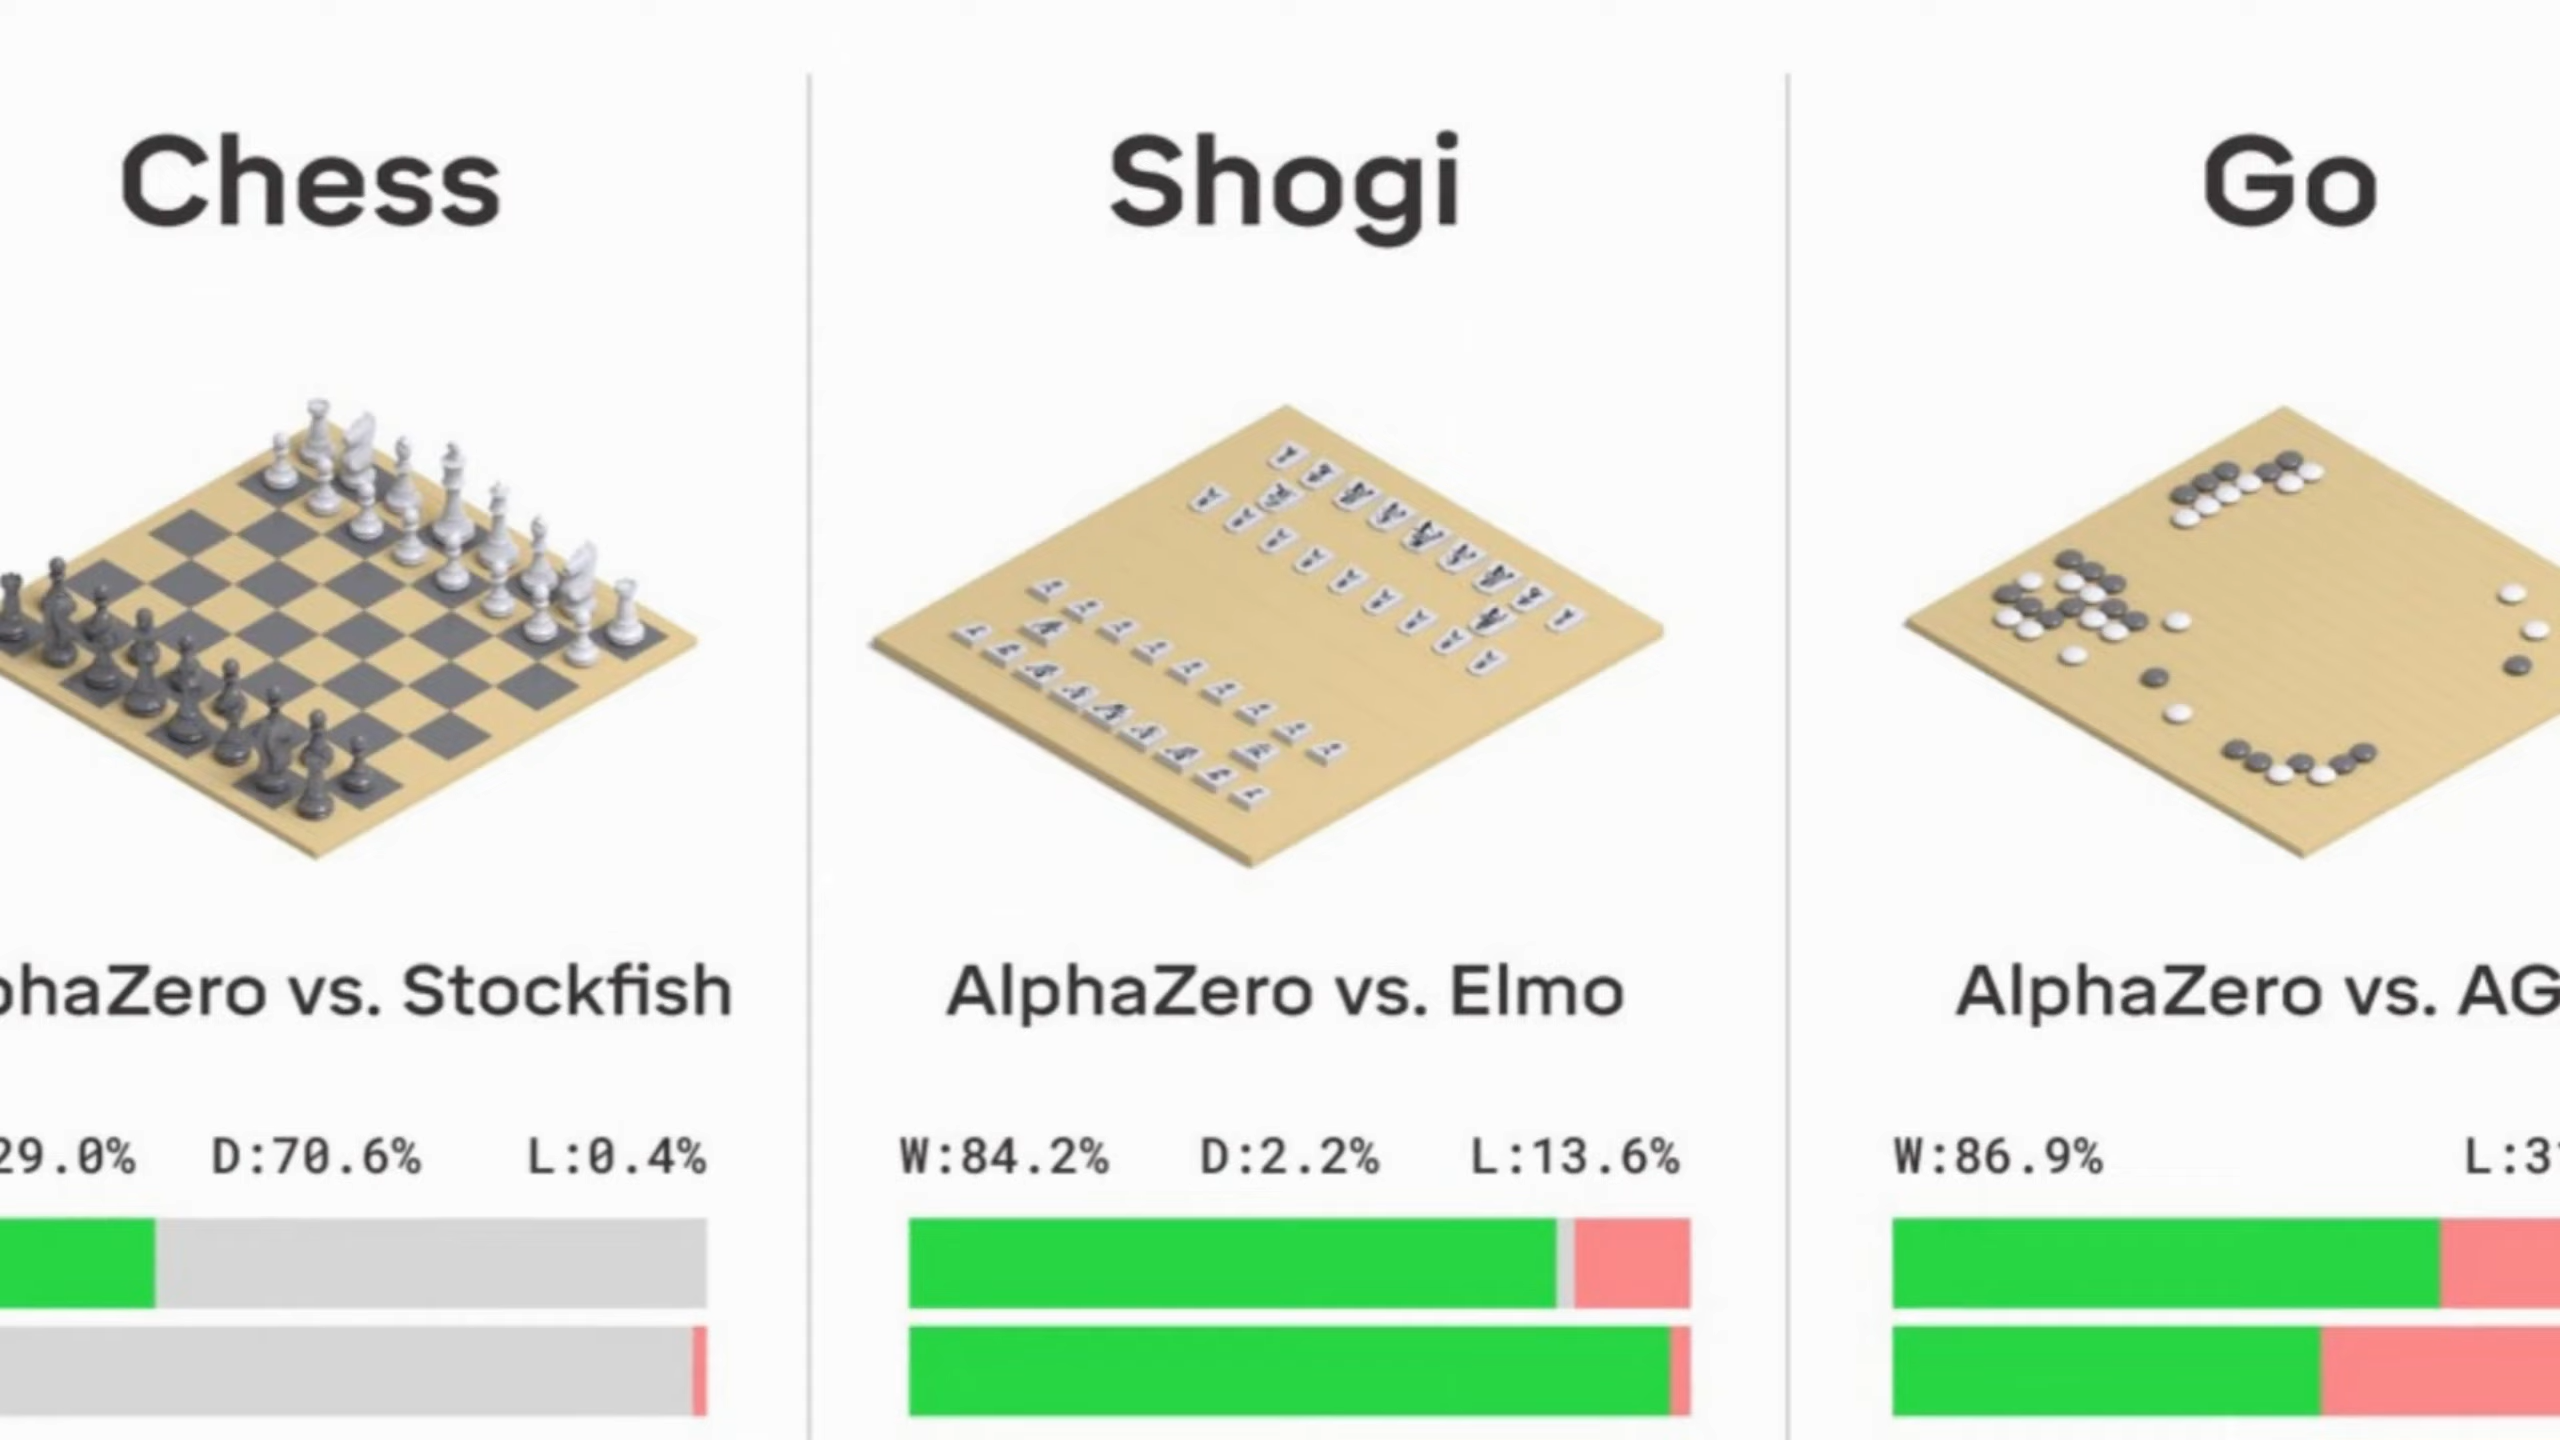 Chess
Shogi
Go
phaZero vs. Stockfish
AlphaZero vs. Elmo
AlphaZero vs. AG
29.0% D:70.6% L:0.4%
W:84.2% D:2.2% L:13.6%
W:86.9% L:3